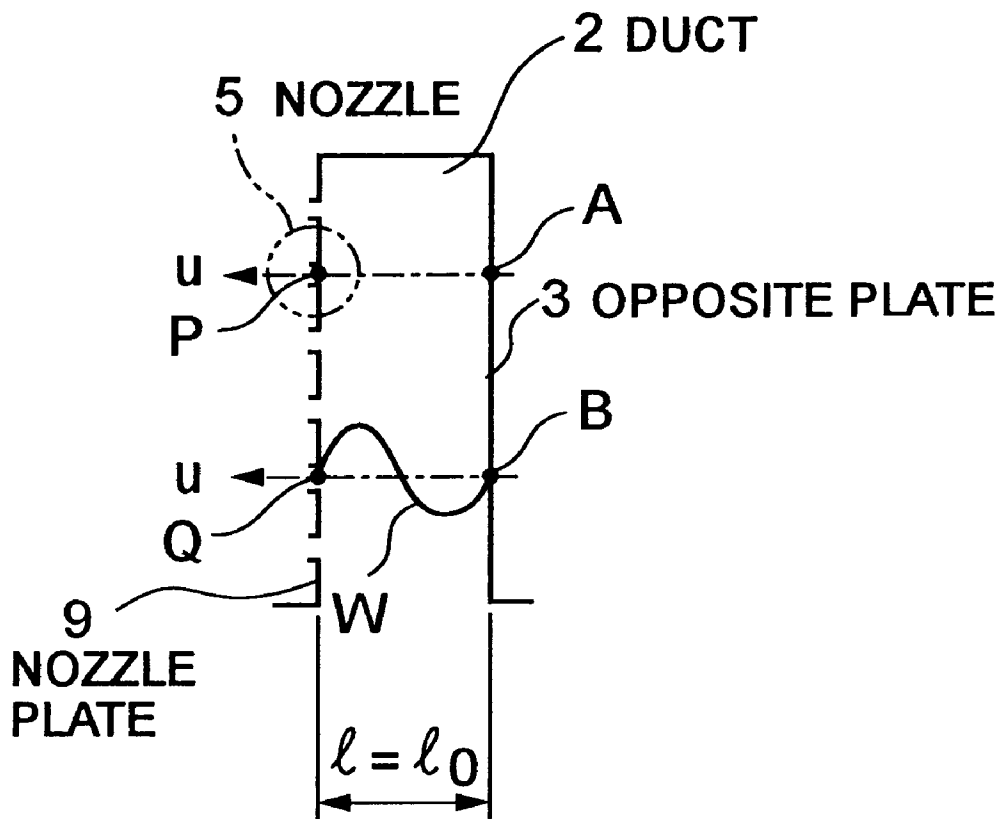 2 DUCT
5 NOZZLE
A
u
P
3 OPPOSITE PLATE
B
u
Q
W
9
NOZZLE
PLATE
ℓ = ℓ0